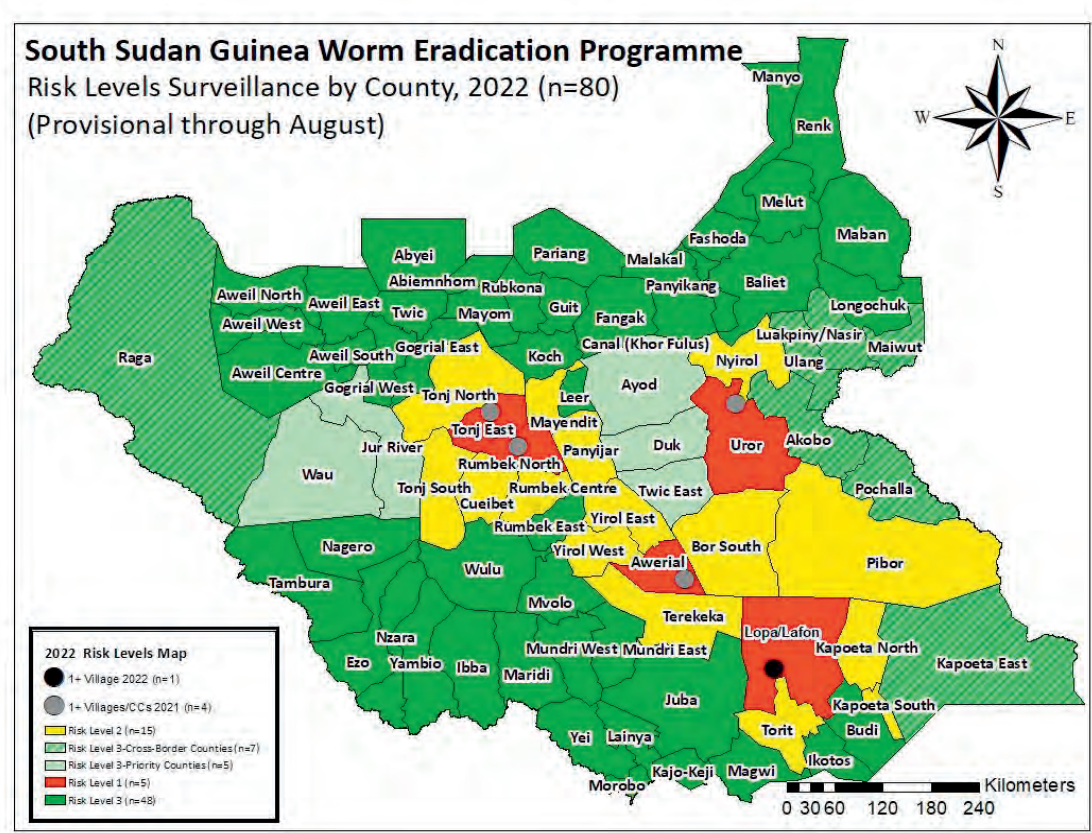 South Sudan Guinea Worm Eradication Programme
Risk Levels Surveillance by County, 2022 (n=80)
(Provisional through August)
N
W
E
S
Manyo
Renk
Melut
Maban
Fashoda
Abyei
Pariang
Malakal
Baliet
Abiemnhom
Rubkona
Panyikang
Aweil North
Aweil East
Twic
Mayom
Guit
Fangak
Longochuk
Aweil West
Luakpiny/Nasir
Maiwut
Raga
Aweil South
Gogrial East
Koch
Canal (Khor Fulus)
Nyirol
Ulang
Aweil Centre
Gogrial West
Tonj North
Leer
Ayod
Mayendit
Tonj East
Jur River
Panyijar
Duk
Uror
Akobo
Wau
Rumbek North
Tonj South
Rumbek Centre
Twic East
Pochalla
Cueibet
Rumbek East
Yirol East
Nagero
Yirol West
Bor South
Awerial
Pibor
Tambura
Wulu
Mvolo
Terekeka
Lopa/Lafon
Nzara
Mundri West
Mundri East
Kapoeta North
Kapoeta East
Ezo
Yambio
Ibba
Maridi
Juba
Kapoeta South
Torit
Budi
Yei
Lainya
Ikotos
Morobo
Kajo-Keji
Magwi
2022 Risk Levels Map
1+ Village 2022 (n=1)
1+ Villages/CCs 2021 (n=4)
Risk Level 2 (n=15)
Risk Level 3-Cross-Border Counties (n=7)
Risk Level 3-Priority Counties (n=5)
Risk Level 1 (n=5)
Risk Level 3 (n=48)
Kilometers
0 30 60 120 180 240